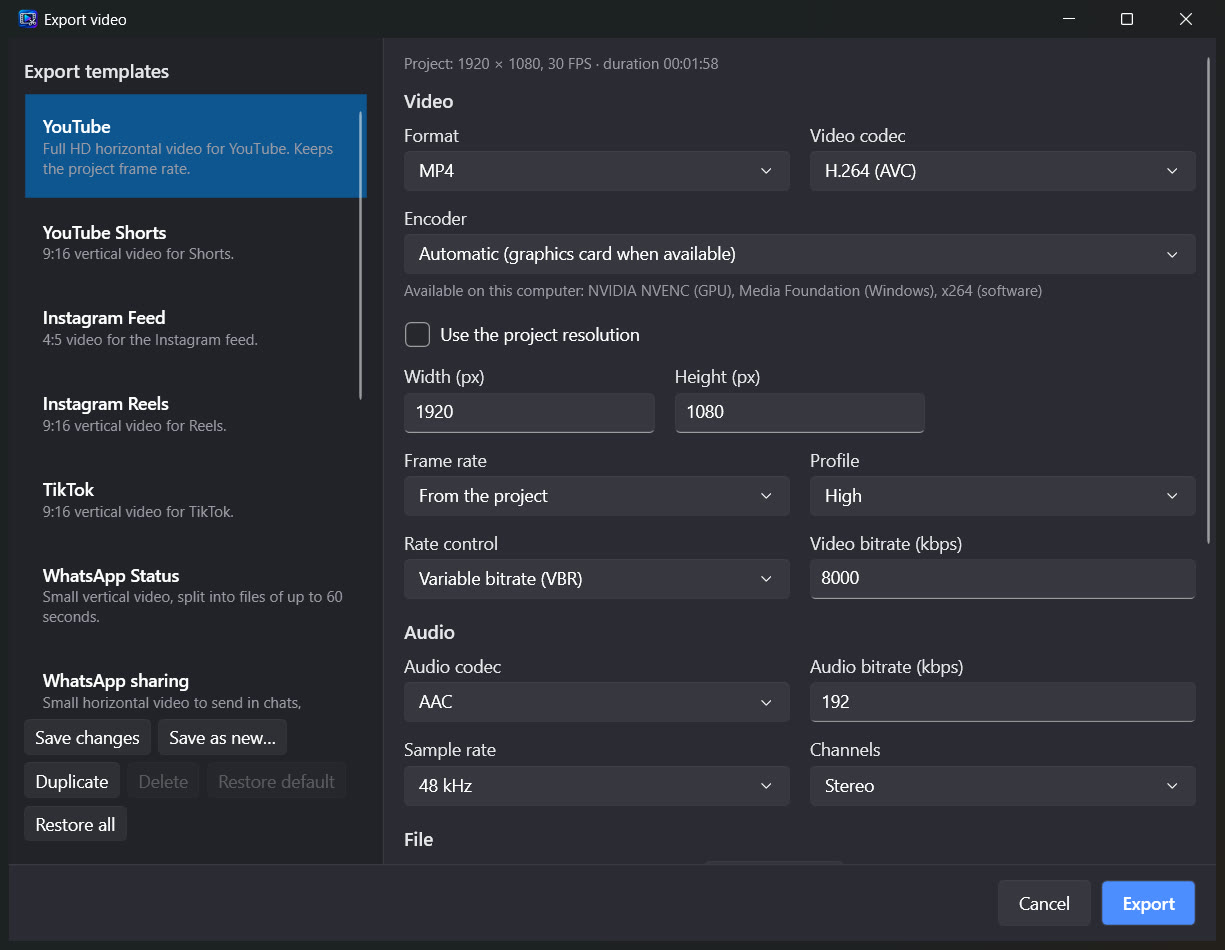 Export video
Export templates
YouTube
Full HD horizontal video for YouTube. Keeps
the project frame rate.
YouTube Shorts
9:16 vertical video for Shorts.
Instagram Feed
4:5 video for the Instagram feed.
Instagram Reels
9:16 vertical video for Reels.
TikTok
9:16 vertical video for TikTok.
WhatsApp Status
Small vertical video, split into files of up to 60
seconds.
WhatsApp sharing
Small horizontal video to send in chats,
Save changes
Save as new...
Duplicate
Delete
Restore default
Restore all
Project: 1920 × 1080, 30 FPS · duration 00:01:58
Video
Format
Video codec
MP4
H.264 (AVC)
Encoder
Automatic (graphics card when available)
Available on this computer: NVIDIA NVENC (GPU), Media Foundation (Windows), x264 (software)
Use the project resolution
Width (px)
Height (px)
1920
1080
Frame rate
Profile
From the project
High
Rate control
Video bitrate (kbps)
Variable bitrate (VBR)
8000
Audio
Audio codec
Audio bitrate (kbps)
AAC
192
Sample rate
Channels
48 kHz
Stereo
File
Cancel
Export